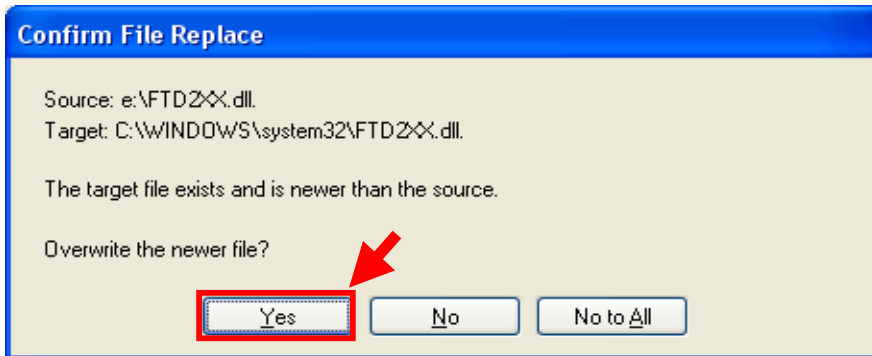 Confirm File Replace
Source: e:\FTD2XX.dll.
Target: C:\WINDOWS\system32\FTD2XX.dll.
The target file exists and is newer than the source.
Overwrite the newer file?
Yes No No to All